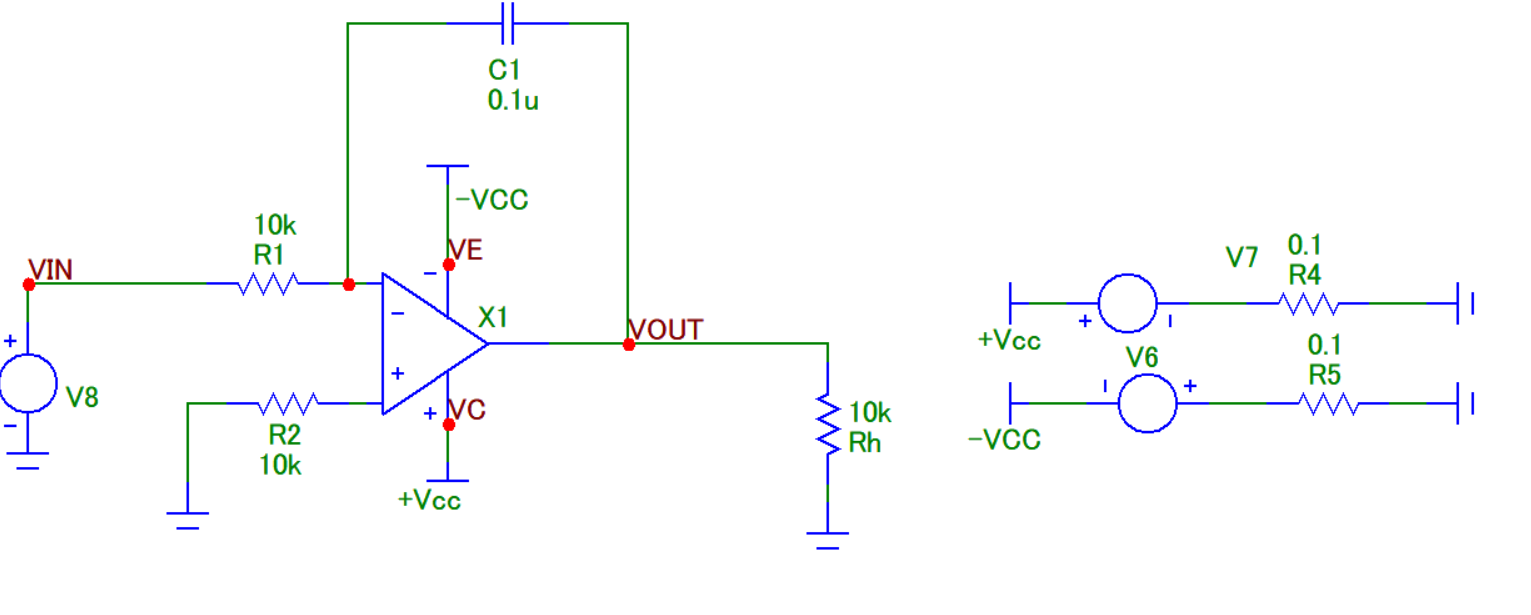 C1
0.1u
-VCC
10k
R1
VE
VIN
-
-
X1
VOUT
+
V8
-
+
+
VC
R2
10k
+Vcc
10k
Rh
V7
0.1
R4
+
-
+Vcc
V6
0.1
R5
-
+
-VCC